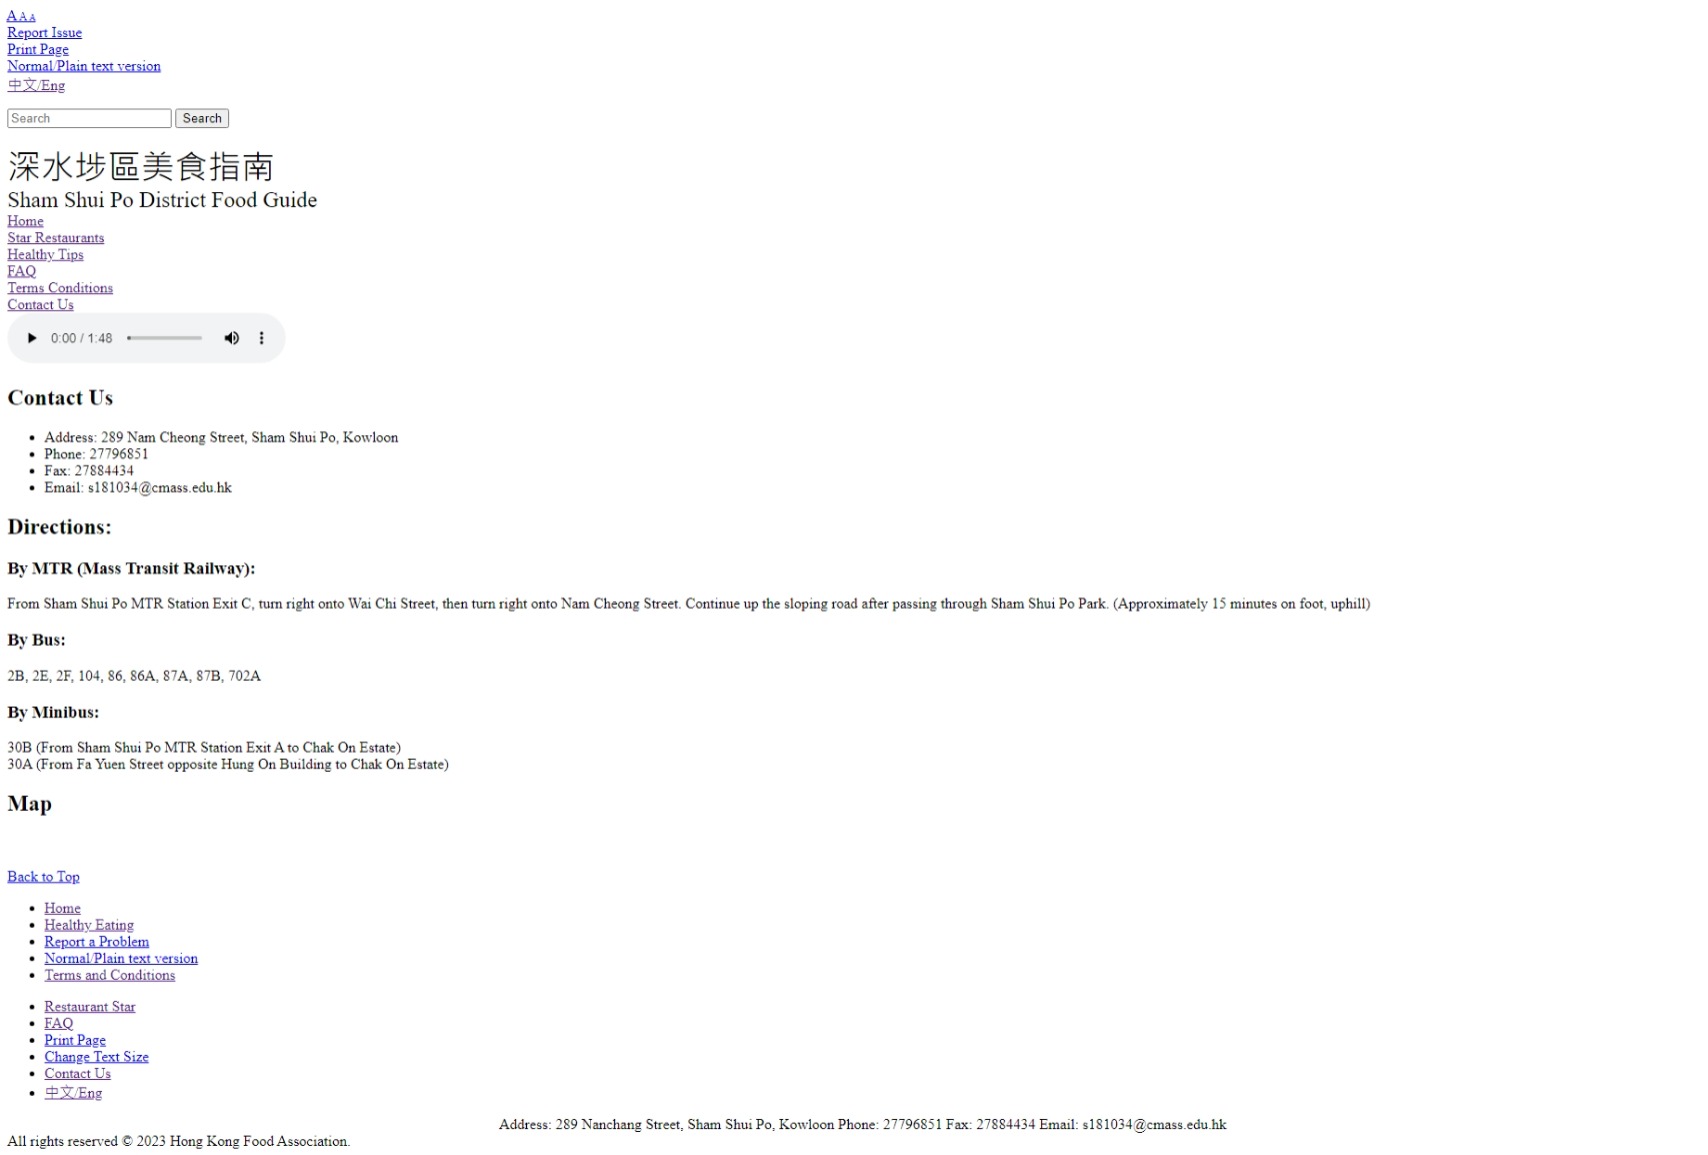 A A A
Report Issue
Print Page
Normal/Plain text version
中文/Eng
Search Search
深水埗區美食指南
Sham Shui Po District Food Guide
Home
Star Restaurants
Healthy Tips
FAQ
Terms Conditions
Contact Us
0:00 / 1:48
Contact Us
• Address: 289 Nam Cheong Street, Sham Shui Po, Kowloon
• Phone: 27796851
• Fax: 27884434
• Email: s181034@cmass.edu.hk
Directions:
By MTR (Mass Transit Railway):
From Sham Shui Po MTR Station Exit C, turn right onto Wai Chi Street, then turn right onto Nam Cheong Street. Continue up the sloping road after passing through Sham Shui Po Park. (Approximately 15 minutes on foot, uphill)
By Bus:
2B, 2E, 2F, 104, 86, 86A, 87A, 87B, 702A
By Minibus:
30B (From Sham Shui Po MTR Station Exit A to Chak On Estate)
30A (From Fa Yuen Street opposite Hung On Building to Chak On Estate)
Map
Back to Top
• Home
• Healthy Eating
• Report a Problem
• Normal/Plain text version
• Terms and Conditions
• Restaurant Star
• FAQ
• Print Page
• Change Text Size
• Contact Us
• 中文/Eng
Address: 289 Nanchang Street, Sham Shui Po, Kowloon Phone: 27796851 Fax: 27884434 Email: s181034@cmass.edu.hk
All rights reserved © 2023 Hong Kong Food Association.